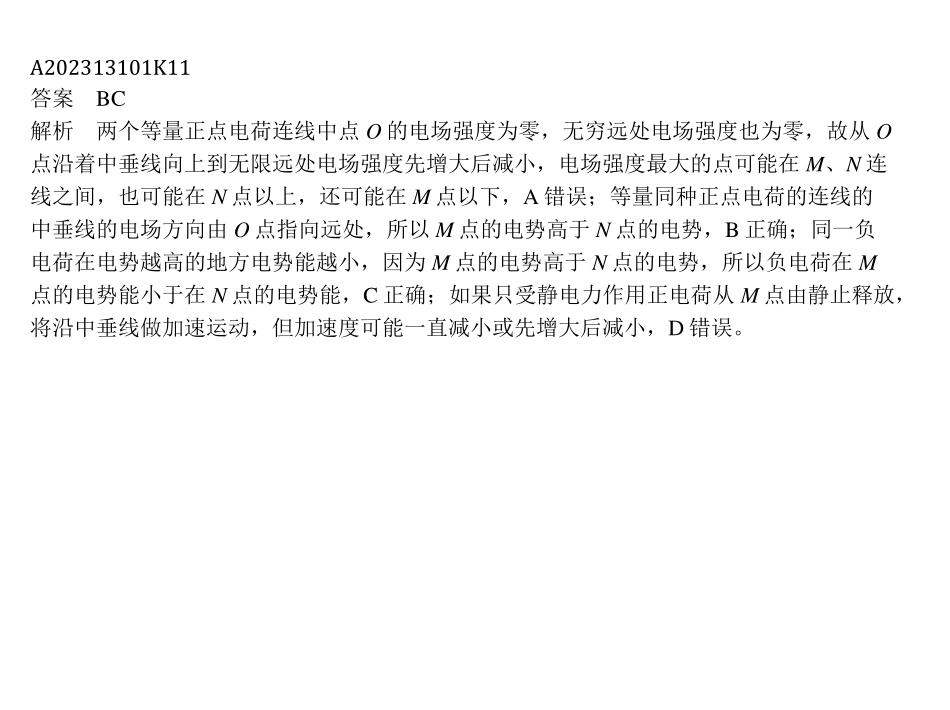 A202313101K11
答案　BC
解析　两个等量正点电荷连线中点 O 的电场强度为零，无穷远处电场强度也为零，故从 O
点沿着中垂线向上到无限远处电场强度先增大后减小，电场强度最大的点可能在 M、N 连
线之间，也可能在 N 点以上，还可能在 M 点以下，A 错误；等量同种正点电荷的连线的
中垂线的电场方向由 O 点指向远处，所以 M 点的电势高于 N 点的电势，B 正确；同一负
电荷在电势越高的地方电势能越小，因为 M 点的电势高于 N 点的电势，所以负电荷在 M
点的电势能小于在 N 点的电势能，C 正确；如果只受静电力作用正电荷从 M 点由静止释放，
将沿中垂线做加速运动，但加速度可能一直减小或先增大后减小，D 错误。